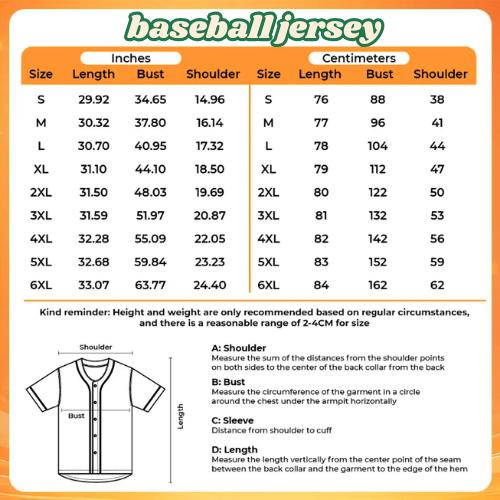 baseball jersey
Inches Centimeters
Size Length Bust Shoulder Size Length Bust Shoulder
S 29.92 34.65 14.96 S 76 88 38
M 30.32 37.80 16.14 M 77 96 41
L 30.70 40.95 17.32 L 78 104 44
XL 31.10 44.10 18.50 XL 79 112 47
2XL 31.50 48.03 19.69 2XL 80 122 50
3XL 31.59 51.97 20.87 3XL 81 132 53
4XL 32.28 55.09 22.05 4XL 82 142 56
5XL 32.68 59.84 23.23 5XL 83 152 59
6XL 33.07 63.77 24.40 6XL 84 162 62
Kind reminder: Height and weight are only recommended based on regular circumstances,
and there is a reasonable range of 2-4CM for size
Shoulder
Bust
Length
A: Shoulder
Measure the sum of the distances from the shoulder points
on both sides to the center of the back collar from the back
B: Bust
Measure the circumference of the garment in a circle
around the chest under the armpit horizontally
C: Sleeve
Distance from shoulder to cuff
D: Length
Measure the length vertically from the center point of the seam
between the back collar and the garment to the edge of the hem